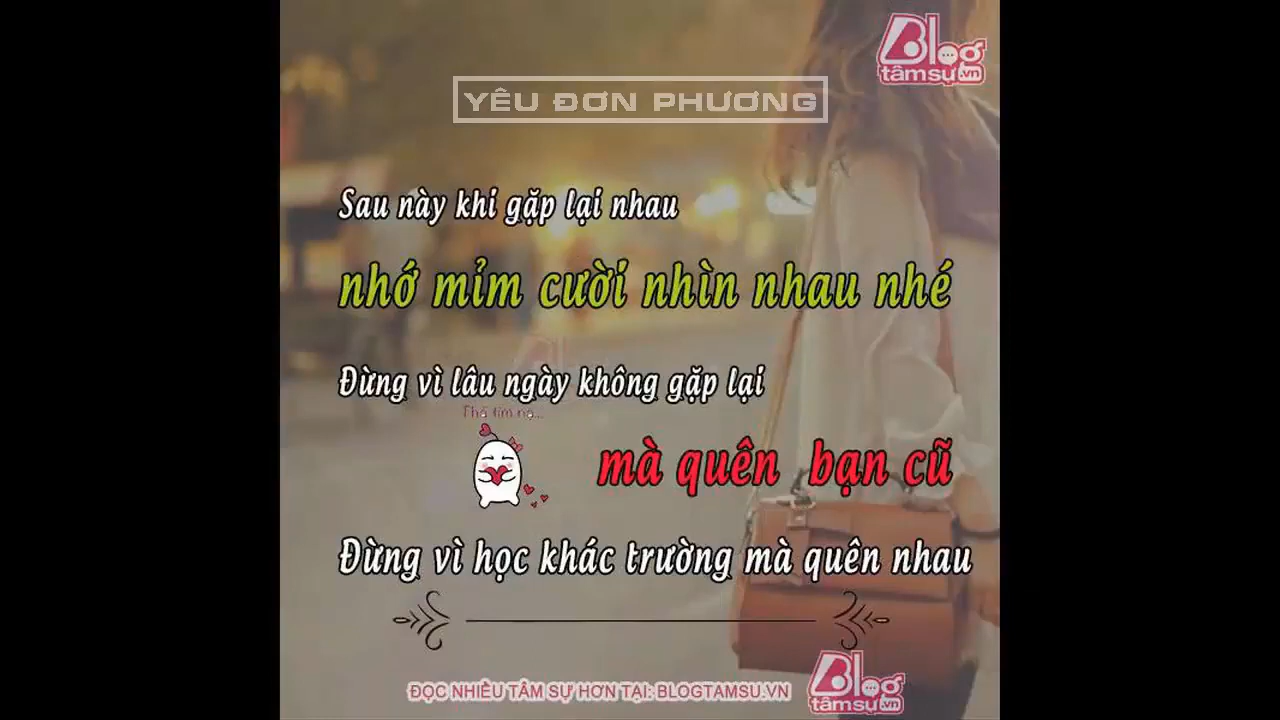 Blog
tâmsự.vn
YÊU ĐƠN PHƯƠNG
Sau này khi gặp lại nhau
nhớ mỉm cười nhìn nhau nhé
Đừng vì lâu ngày không gặp lại
mà quên bạn cũ
Đừng vì học khác trường mà quên nhau
ĐỌC NHIỀU TÂM SỰ HƠN TẠI: BLOGTAMSU.VN
Blog
tâmsự.vn